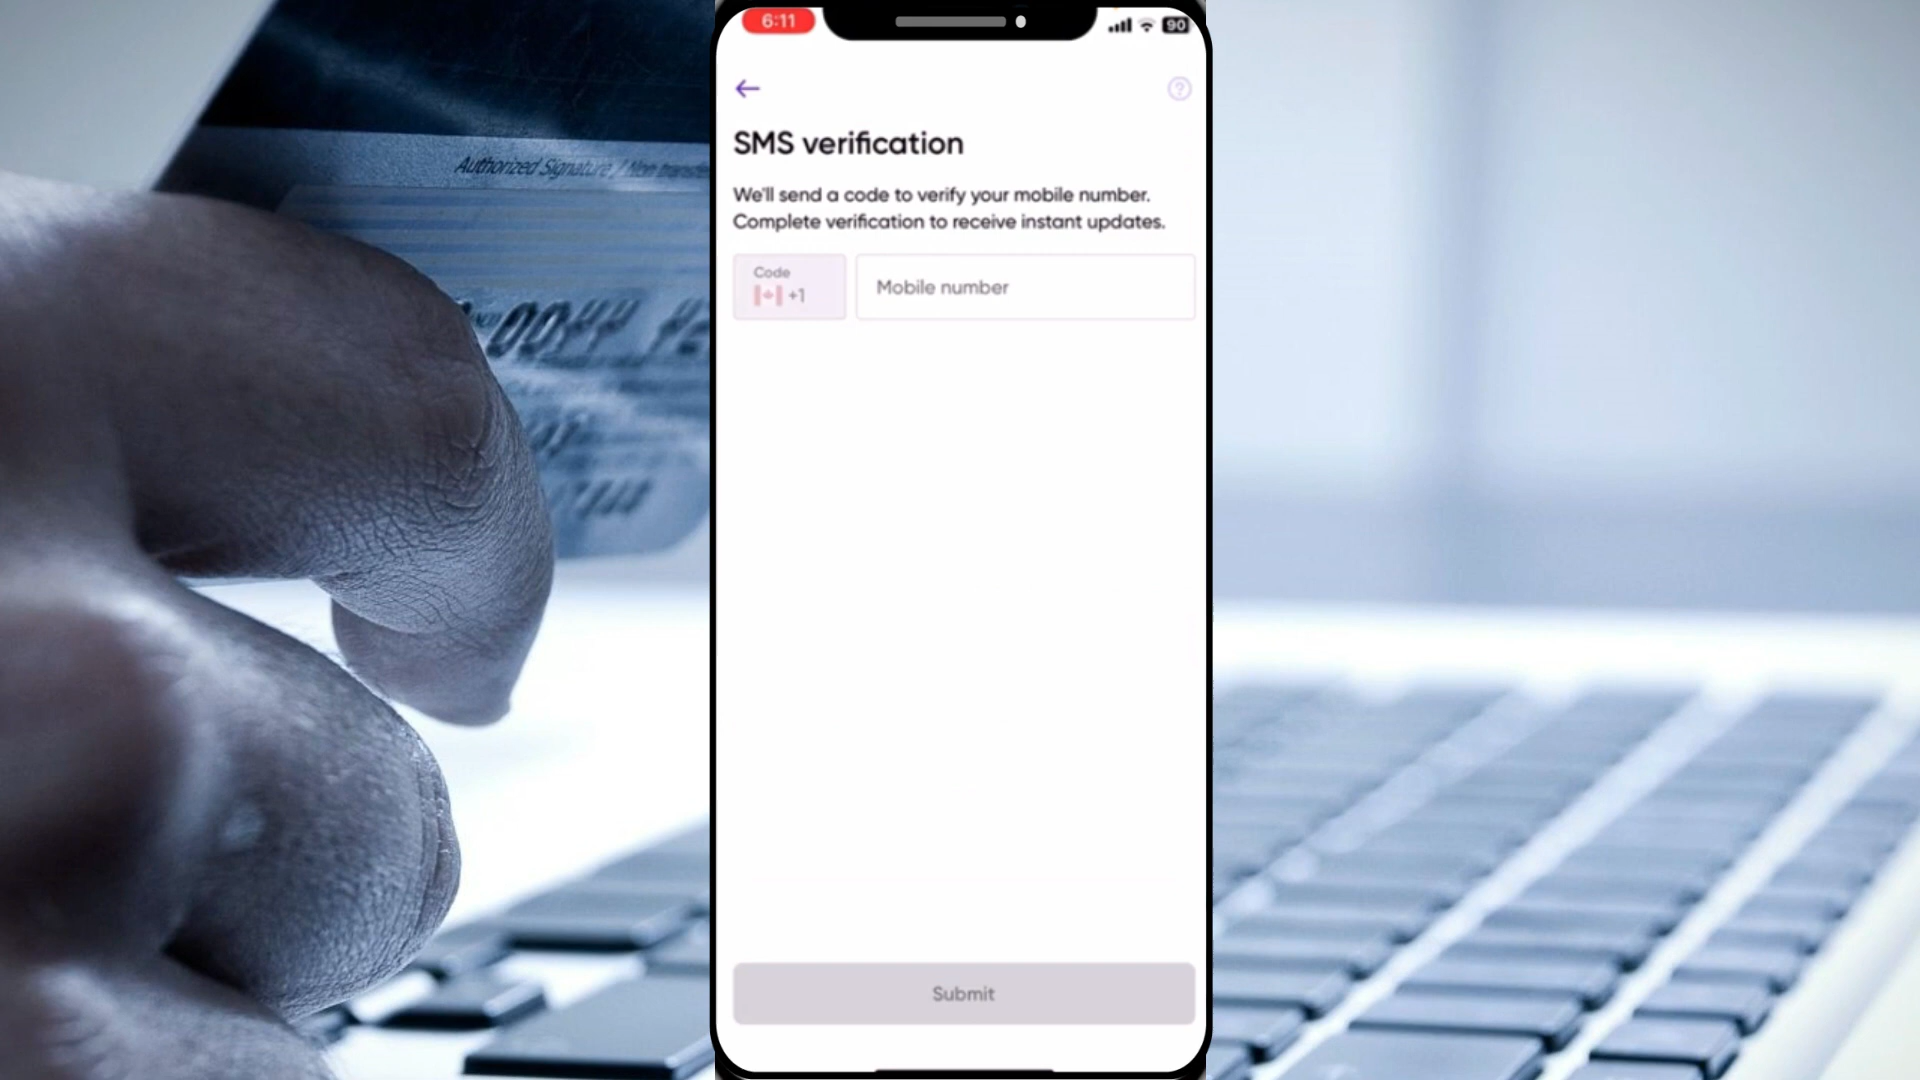 6:11
90
SMS verification
We'll send a code to verify your mobile number.
Complete verification to receive instant updates.
Code
+1
Mobile number
Submit
Authorized Signature / Non